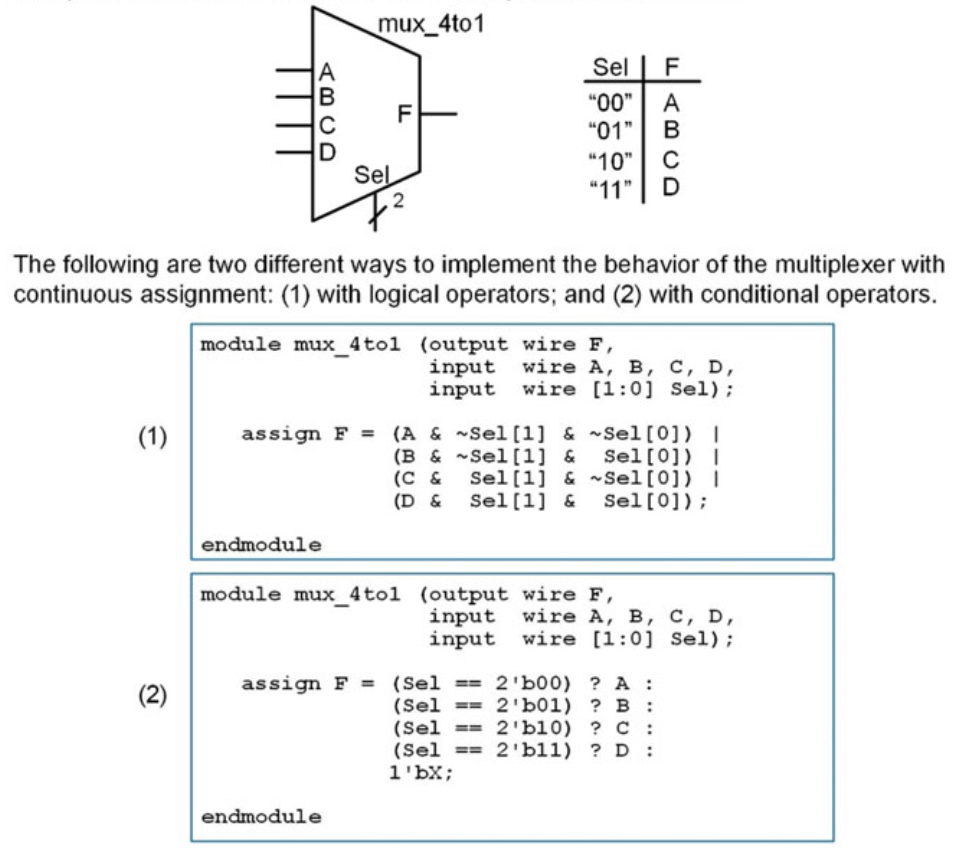 mux_4to1
A
B
C
D
F
Sel
2
Sel F
“00” A
“01” B
“10” C
“11” D
The following are two different ways to implement the behavior of the multiplexer with
continuous assignment: (1) with logical operators; and (2) with conditional operators.
(1)
module mux_4to1 (output wire F,
input wire A, B, C, D,
input wire [1:0] Sel);
assign F = (A & ~Sel[1] & ~Sel[0]) |
(B & ~Sel[1] & Sel[0]) |
(C & Sel[1] & ~Sel[0]) |
(D & Sel[1] & Sel[0]);
endmodule
(2)
module mux_4to1 (output wire F,
input wire A, B, C, D,
input wire [1:0] Sel);
assign F = (Sel == 2'b00) ? A :
(Sel == 2'b01) ? B :
(Sel == 2'b10) ? C :
(Sel == 2'b11) ? D :
1'bX;
endmodule